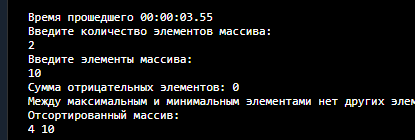 Время прошедшего 00:00:03.55
Введите количество элементов массива:
2
Введите элементы массива:
10
Сумма отрицательных элементов: 0
Между максимальным и минимальным элементами нет других
Отсортированный массив:
4 10